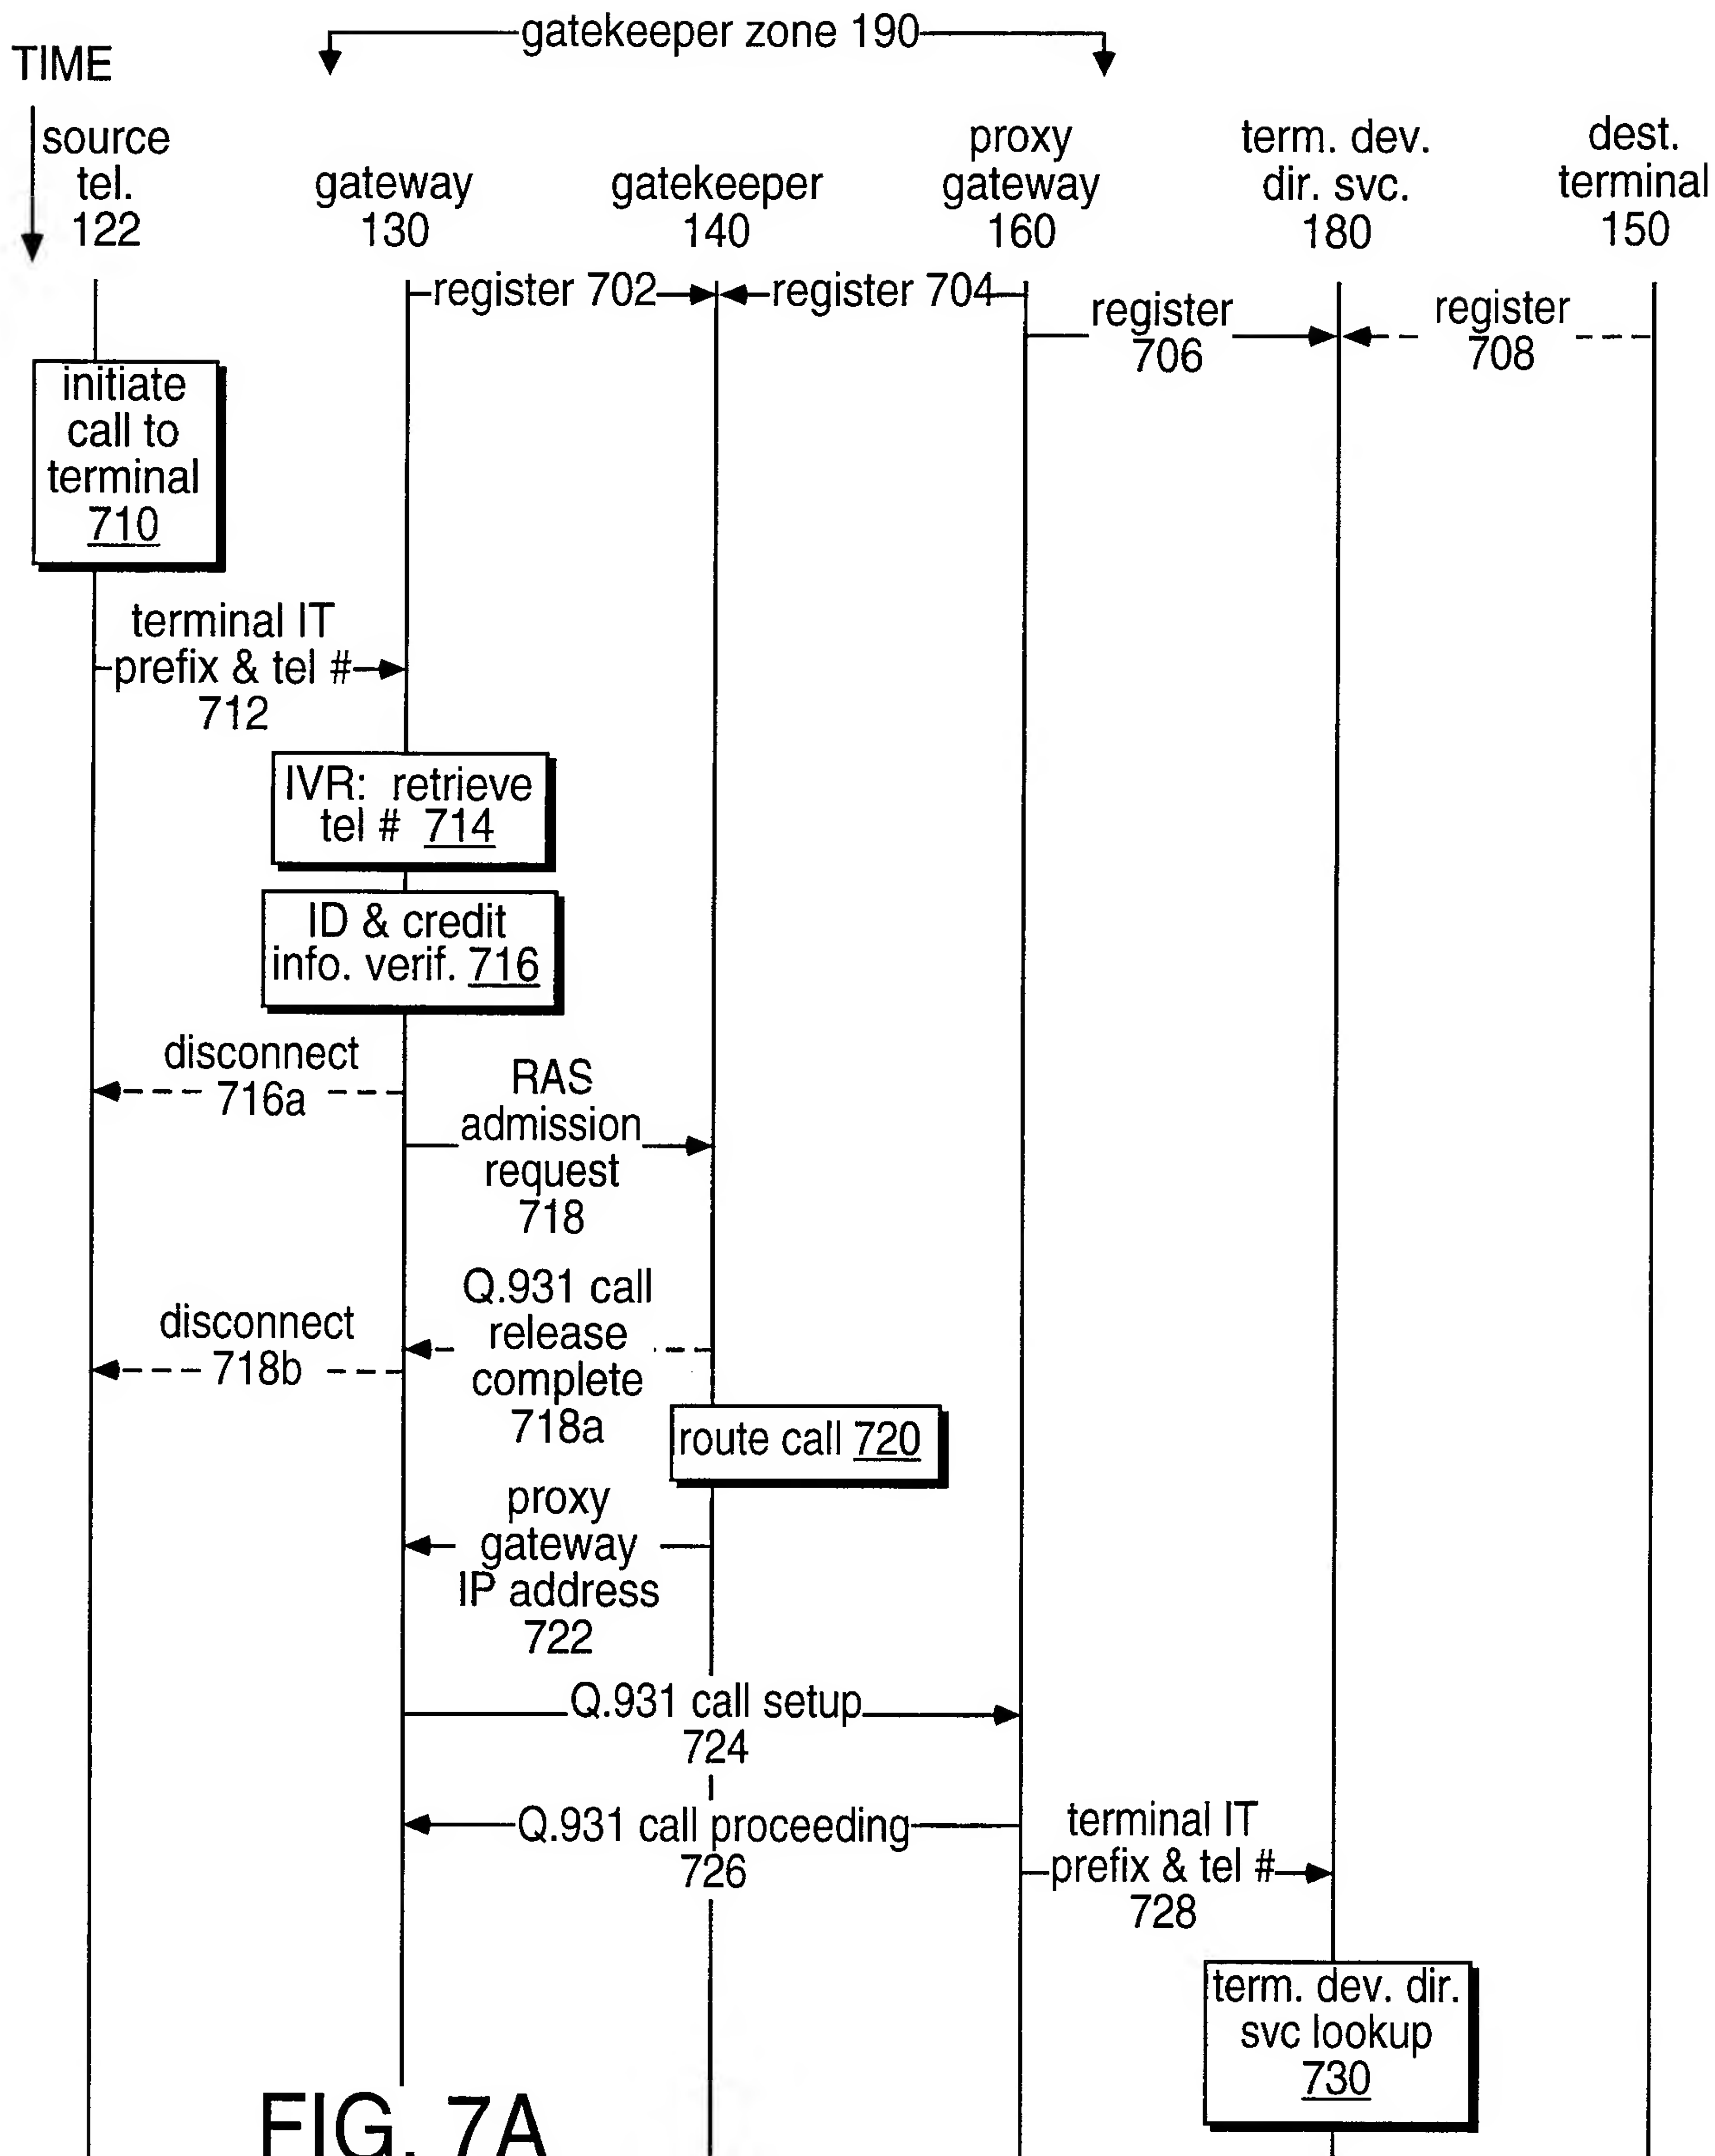 gatekeeper zone 190
TIME
source
tel.
122
gateway
130
gatekeeper
140
proxy
gateway
160
term. dev.
dir. svc.
180
dest.
terminal
150
register 702
register 704
register
706
register
708
initiate
call to
terminal
710
terminal IT
prefix & tel #
712
IVR: retrieve
tel # 714
ID & credit
info. verif. 716
disconnect
716a
RAS
admission
request
718
Q.931 call
release
complete
718a
disconnect
718b
route call 720
proxy
gateway
IP address
722
Q.931 call setup
724
Q.931 call proceeding
726
terminal IT
prefix & tel #
728
term. dev. dir.
svc lookup
730
FIG. 7A